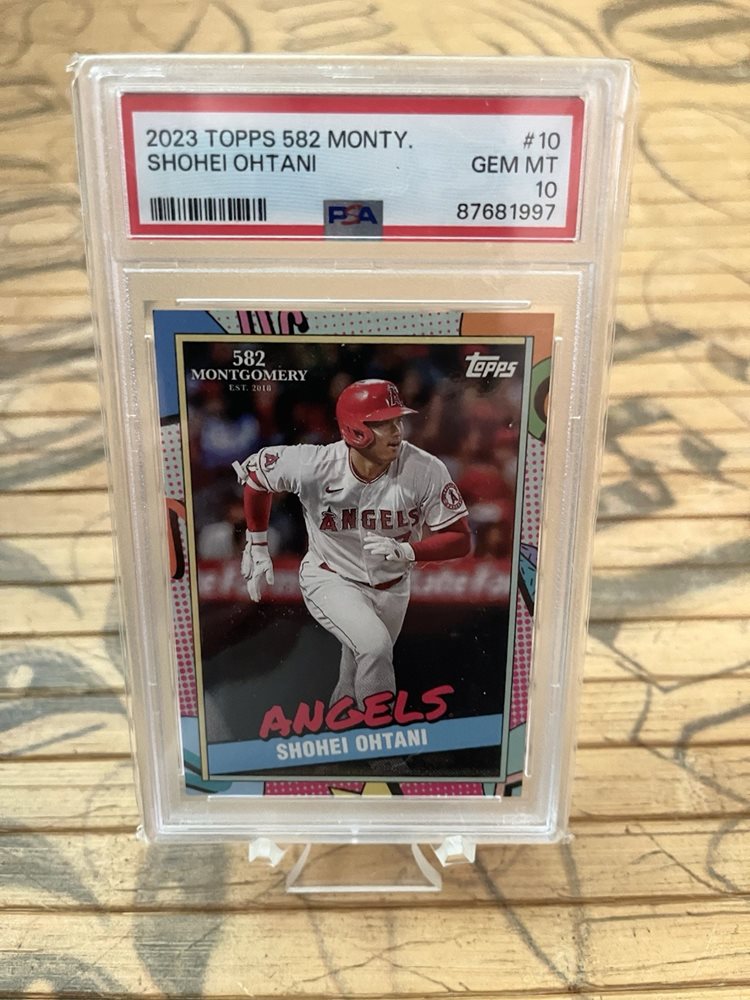 2023 TOPPS 582 MONTY. #10
SHOHEI OHTANI GEM MT
10
PSA 87681997
582
MONTGOMERY
EST. 2018
Topps
A
A
ANGELS
ANGELS
SHOHEI OHTANI